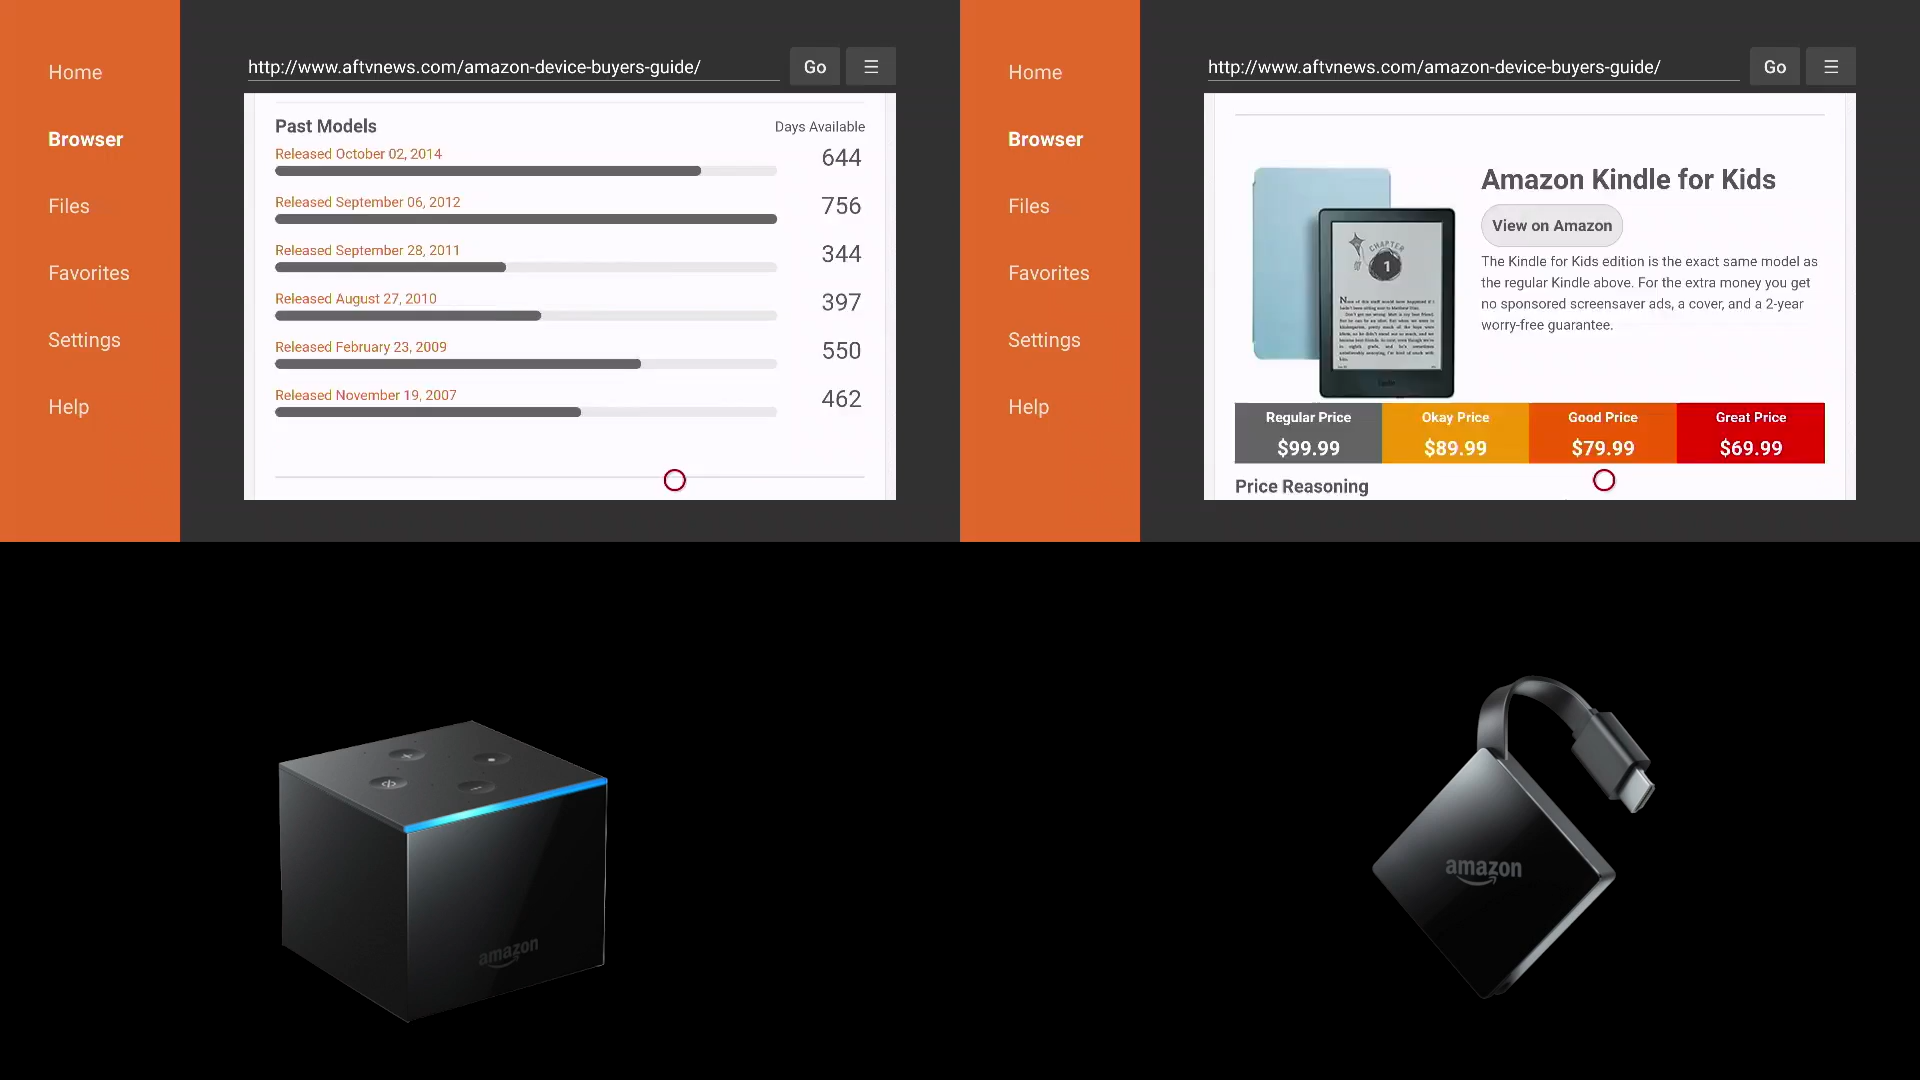 Home
Browser
Files
Favorites
Settings
Help
http://www.aftvnews.com/amazon-device-buyers-guide/
Go
Past Models
Days Available
Released October 02, 2014
644
Released September 06, 2012
756
Released September 28, 2011
344
Released August 27, 2010
397
Released February 23, 2009
550
Released November 19, 2007
462
Home
Browser
Files
Favorites
Settings
Help
http://www.aftvnews.com/amazon-device-buyers-guide/
Go
Amazon Kindle for Kids
View on Amazon
The Kindle for Kids edition is the exact same model as
the regular Kindle above. For the extra money you get
no sponsored screensaver ads, a cover, and a 2-year
worry-free guarantee.
CHAPTER
1
Regular Price
$99.99
Okay Price
$89.99
Good Price
$79.99
Great Price
$69.99
Price Reasoning
amazon
amazon